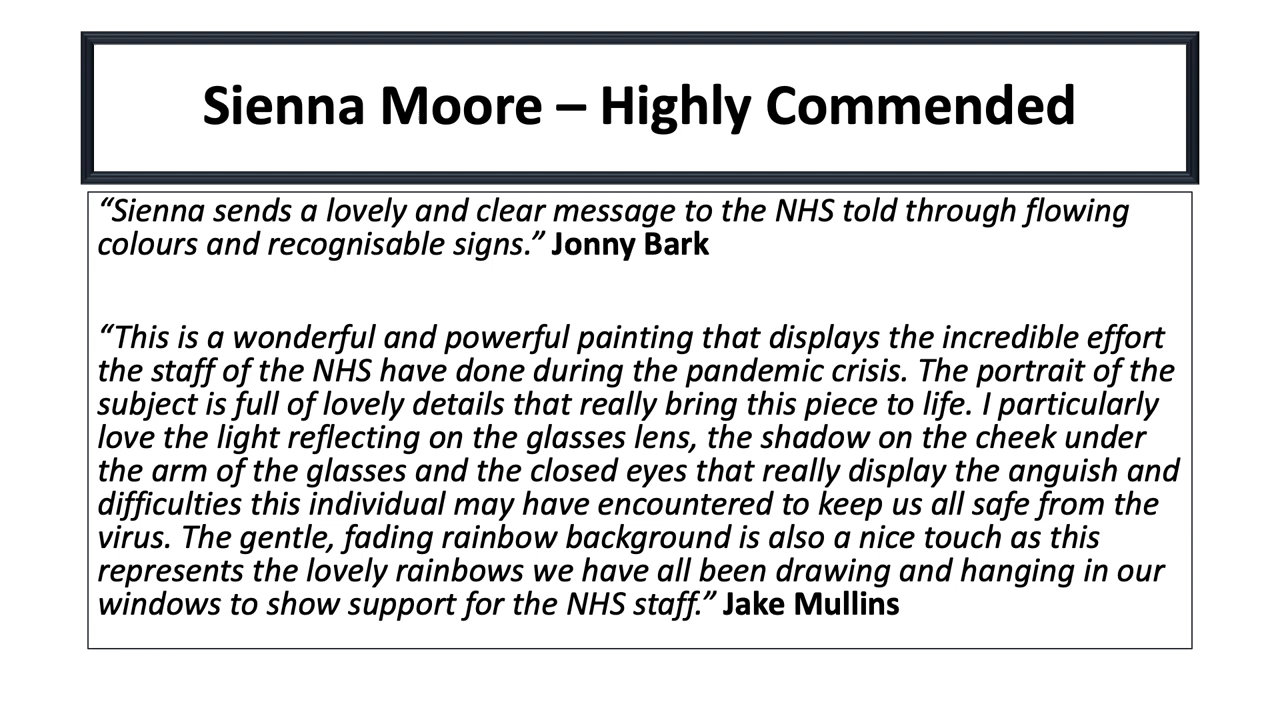 Sienna Moore – Highly Commended
“Sienna sends a lovely and clear message to the NHS told through flowing
colours and recognisable signs.” Jonny Bark
“This is a wonderful and powerful painting that displays the incredible effort
the staff of the NHS have done during the pandemic crisis. The portrait of the
subject is full of lovely details that really bring this piece to life. I particularly
love the light reflecting on the glasses lens, the shadow on the cheek under
the arm of the glasses and the closed eyes that really display the anguish and
difficulties this individual may have encountered to keep us all safe from the
virus. The gentle, fading rainbow background is also a nice touch as this
represents the lovely rainbows we have all been drawing and hanging in our
windows to show support for the NHS staff.” Jake Mullins